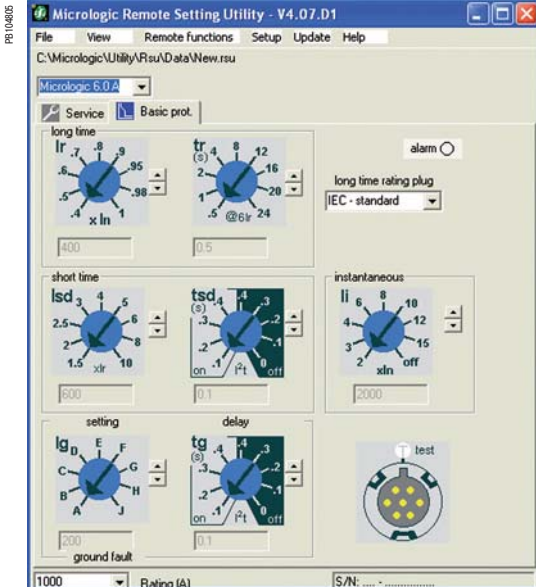 PB104805
Micrologic Remote Setting Utility - V4.07.D1
File View Remote functions Setup Update Help
C:\Micrologic\Utility\Rsu\Data\New.rsu
Micrologic 6.0 A
Service Basic prot.
long time
Ir .4 .5 .6 .7 .8 .9 .95 .98 1 x In
400
tr (s) .5 1 2 4 8 12 16 20 24 @6Ir
0.5
alarm
long time rating plug
IEC - standard
short time
Isd 1.5 2 2.5 3 4 5 6 8 10 xIr
600
tsd (s) .1 .2 .3 .4 .4 .3 .2 .1 0 on I²t off
0.1
instantaneous
Ii 2 3 4 6 8 10 12 15 off xIn
2000
setting delay
Ig A B C D E F G H J
200
tg (s) .1 .2 .3 .4 .4 .3 .2 .1 0 on I²t off
0.1
ground fault
T test
1000 Rating (A) S/N: .... - ................